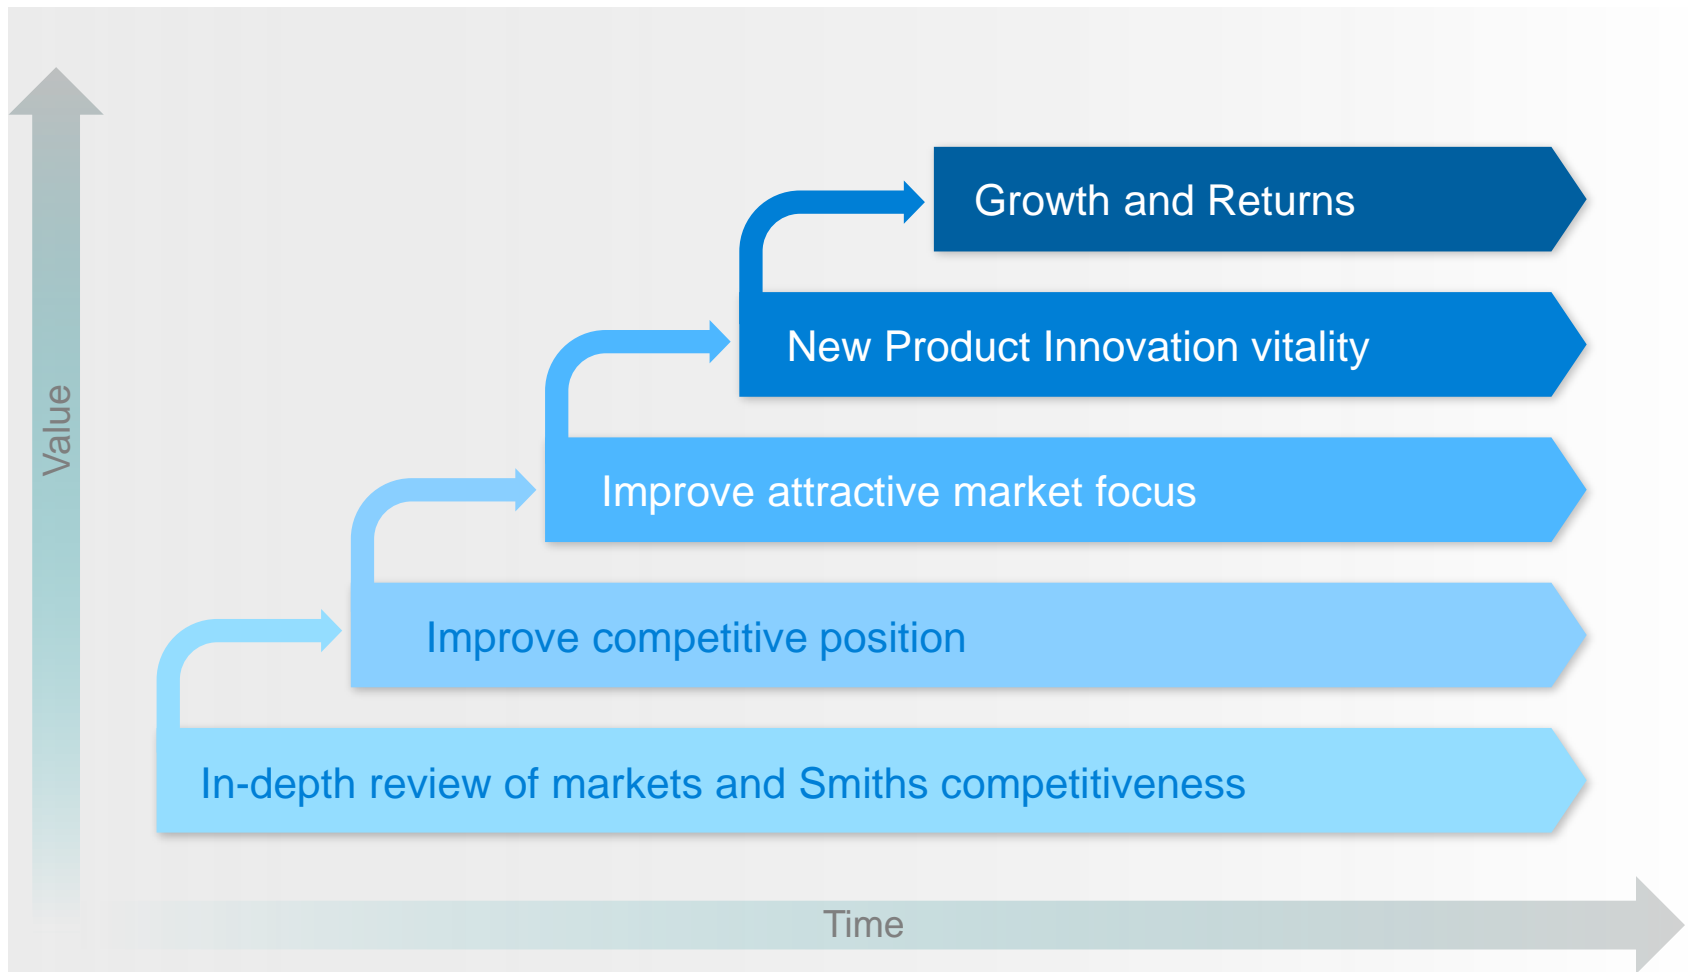 Growth and Returns
New Product Innovation vitality
Value
Improve attractive market focus
Improve competitive position
In-depth review of markets and Smiths competitiveness
Time